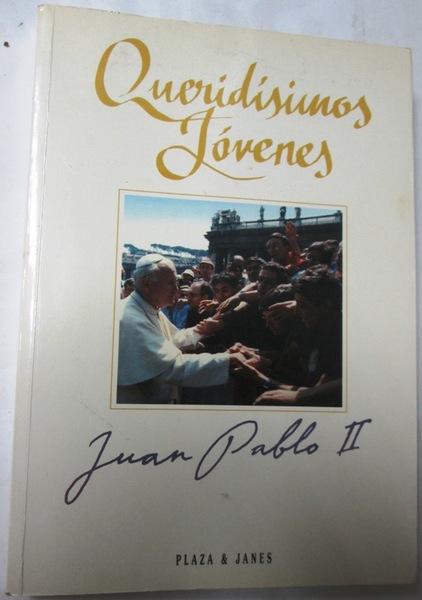 Queridísimos
Jóvenes
Juan Pablo II
PLAZA & JANES